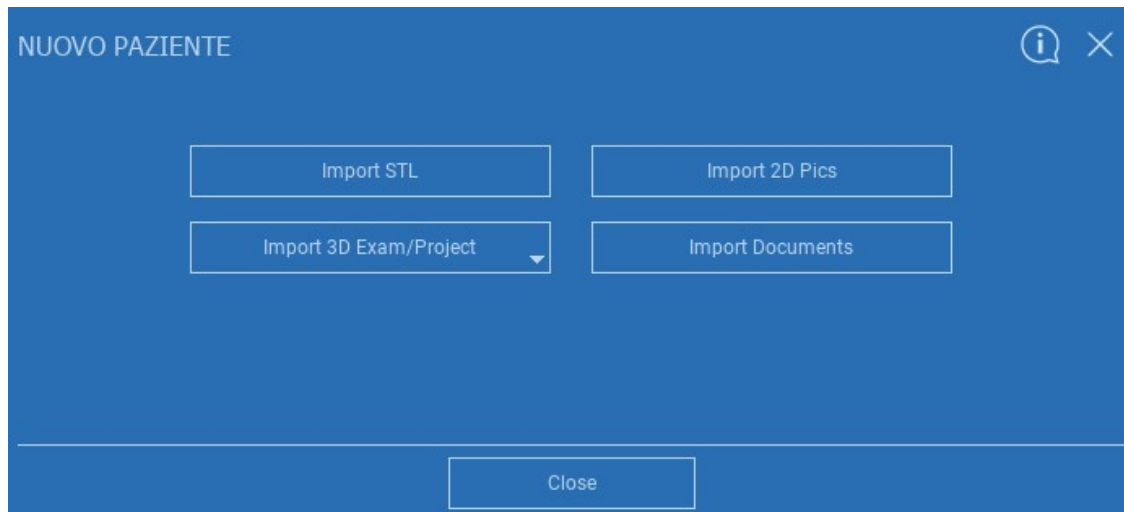 NUOVO PAZIENTE
Import STL
Import 2D Pics
Import 3D Exam/Project
Import Documents
Close